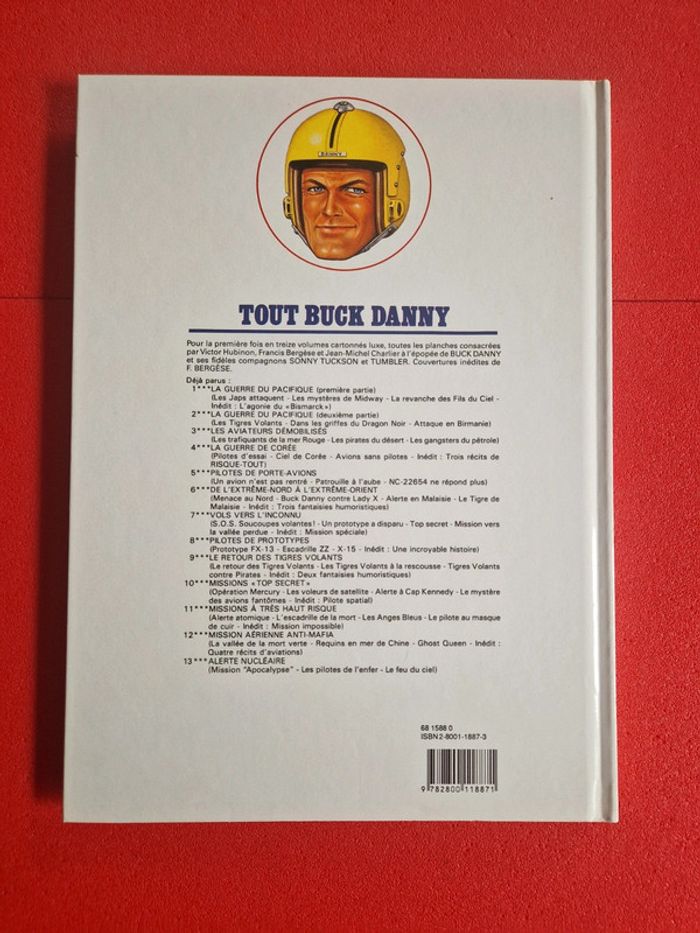 DANNY
TOUT BUCK DANNY
Pour la première fois en treize volumes cartonnés luxe, toutes les planches consacrées
par Victor Hubinon, Francis Bergèse et Jean-Michel Charlier à l'épopée de BUCK DANNY
et ses fidèles compagnons SONNY TUCKSON et TUMBLER. Couvertures inédites de
F. BERGÈSE.
Déjà parus :
1***LA GUERRE DU PACIFIQUE (première partie)
(Les Japs attaquent - Les mystères de Midway - La revanche des Fils du Ciel -
Inédit : L'agonie du «Bismarck»)
2***LA GUERRE DU PACIFIQUE (deuxième partie)
(Les Tigres Volants - Dans les griffes du Dragon Noir - Attaque en Birmanie)
3***LES AVIATEURS DÉMOBILISÉS
(Les trafiquants de la mer Rouge - Les pirates du désert - Les gangsters du pétrole)
4***LA GUERRE DE CORÉE
(Pilotes d'essai - Ciel de Corée - Avions sans pilotes - Inédit : Trois récits de
RISQUE-TOUT)
5***PILOTES DE PORTE-AVIONS
(Un avion n'est pas rentré - Patrouille à l'aube - NC-22654 ne répond plus)
6***DE L'EXTRÊME-NORD À L'EXTRÊME-ORIENT
(Menace au Nord - Buck Danny contre Lady X - Alerte en Malaisie - Le Tigre de
Malaisie - Inédit : Trois fantaisies humoristiques)
7***VOLS VERS L'INCONNU
(S.O.S. Soucoupes volantes! - Un prototype a disparu - Top secret - Mission vers
la vallée perdue - Inédit : Mission spéciale)
8***PILOTES DE PROTOTYPES
(Prototype FX-13 - Escadrille ZZ - X-15 - Inédit : Une incroyable histoire)
9***LE RETOUR DES TIGRES VOLANTS
(Le retour des Tigres Volants - Les Tigres Volants à la rescousse - Tigres Volants
contre Pirates - Inédit : Deux fantaisies humoristiques)
10***MISSIONS «TOP SECRET»
(Opération Mercury - Les voleurs de satellite - Alerte à Cap Kennedy - Le mystère
des avions fantômes - Inédit : Pilote spatial)
11***MISSIONS À TRÈS HAUT RISQUE
(Alerte atomique - L'escadrille de la mort - Les Anges Bleus - Le pilote au masque
de cuir - Inédit : Mission impossible)
12***MISSION AÉRIENNE ANTI-MAFIA
(La vallée de la mort verte - Requins en mer de Chine - Ghost Queen - Inédit :
Quatre récits d'aviations)
13***ALERTE NUCLÉAIRE
(Mission "Apocalypse" - Les pilotes de l'enfer - Le feu du ciel)
68 1588 0
ISBN 2-8001-1887-3
9 782800 118871